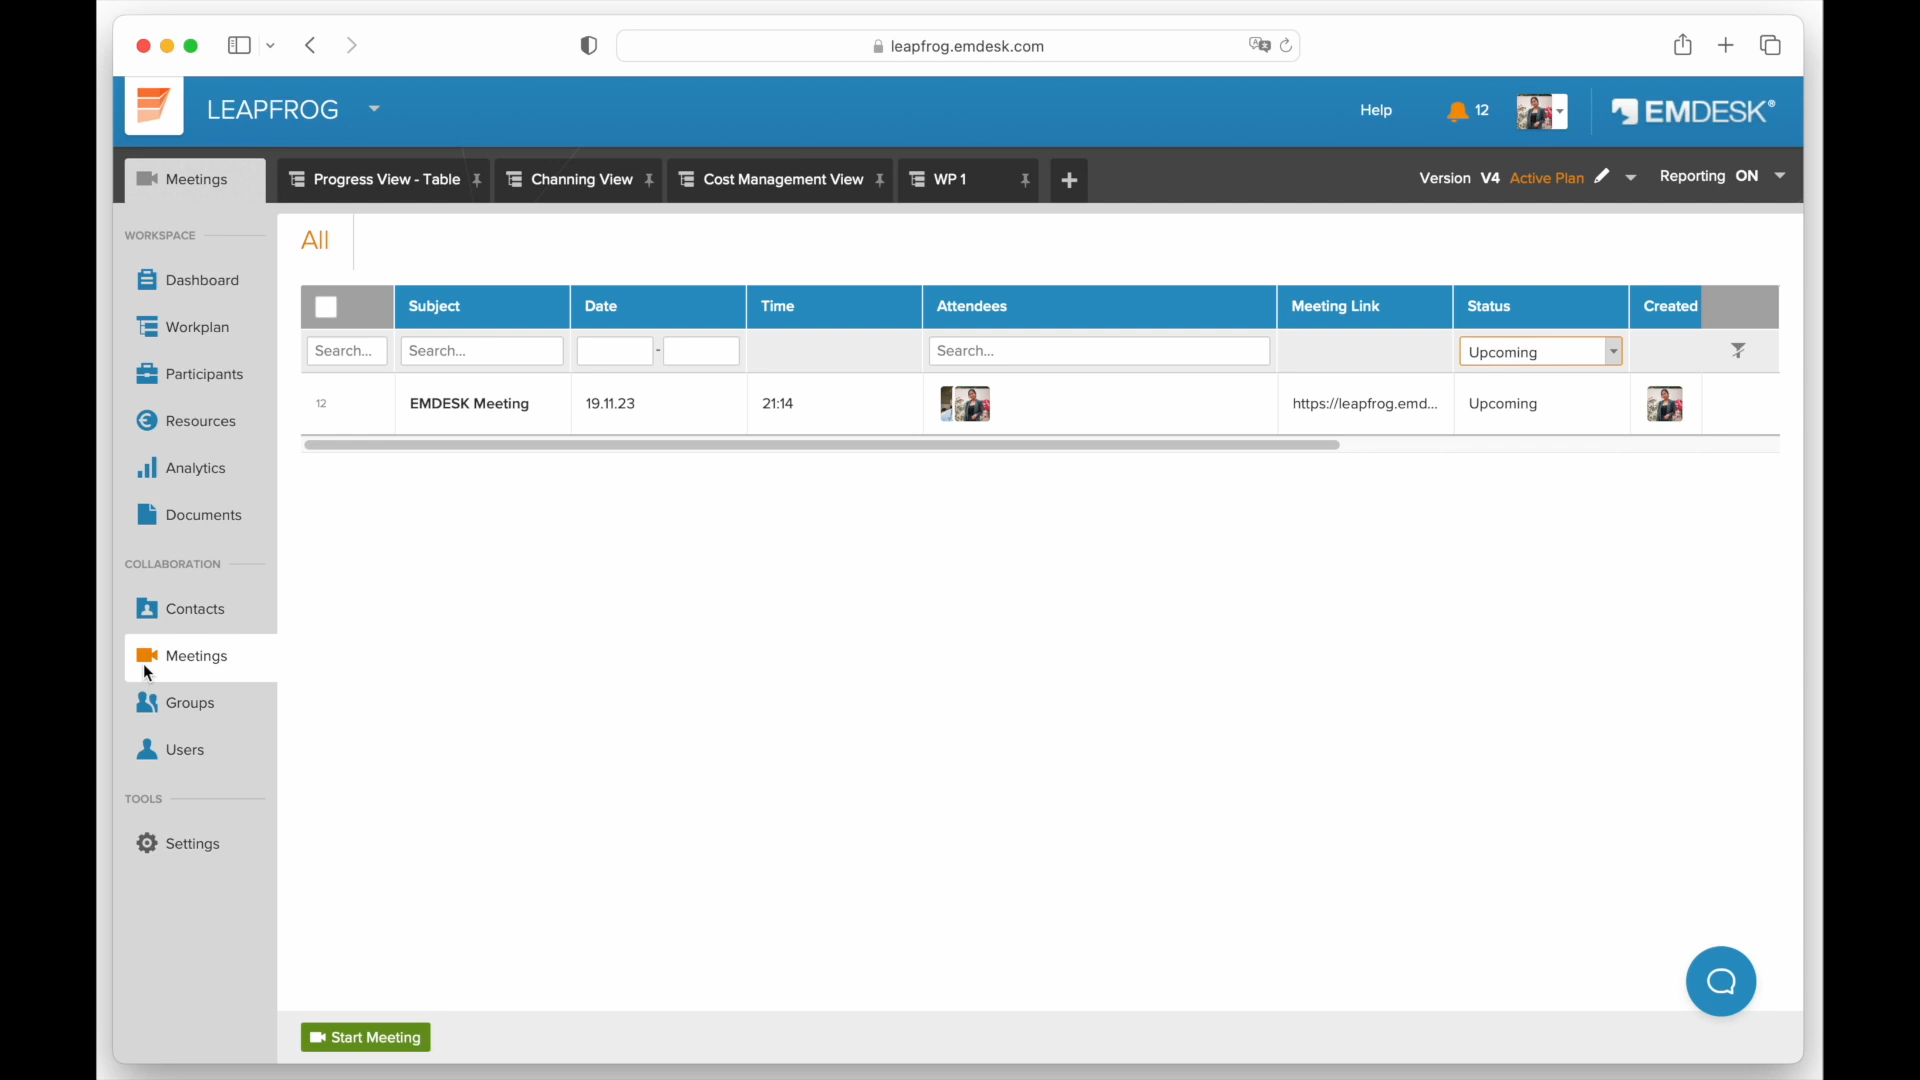 leapfrog.emdesk.com
LEAPFROG
Help
12
EMDESK®
Meetings
Progress View - Table
Channing View
Cost Management View
WP 1
+
Version V4 Active Plan
Reporting ON
WORKSPACE
Dashboard
Workplan
Participants
Resources
Analytics
Documents
COLLABORATION
Contacts
Meetings
Groups
Users
TOOLS
Settings
All
Subject Date Time Attendees Meeting Link Status Created
Search... Search... - Search... Upcoming
12 EMDESK Meeting 19.11.23 21:14 https://leapfrog.emd... Upcoming
Start Meeting